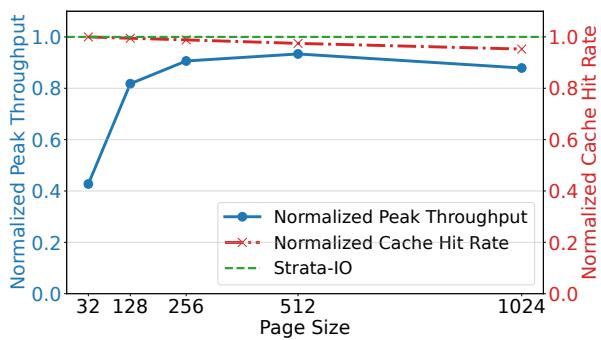 Normalized Peak Throughput
1.0
0.8
0.6
0.4
0.2
0.0
1.0
0.8
0.6
0.4
0.2
0.0
Normalized Cache Hit Rate
Normalized Peak Throughput
Normalized Cache Hit Rate
Strata-IO
32 128 256 512 1024
Page Size